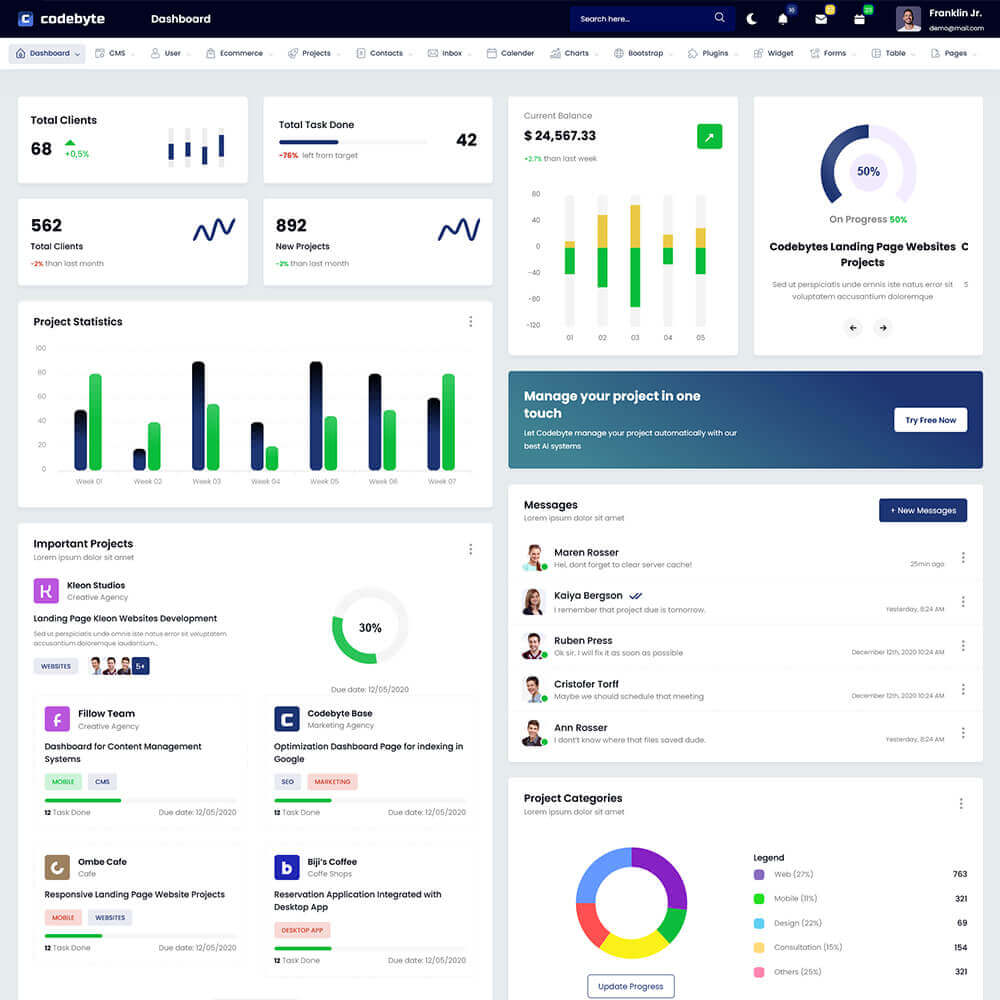 codebyte
Dashboard
Search here...
16
27
23
Franklin Jr.
demo@mail.com
Dashboard
CMS
User
Ecommerce
Projects
Contacts
Inbox
Calender
Charts
Bootstrap
Plugins
Widget
Forms
Table
Pages
Total Clients
68
+0,5%
Total Task Done
42
-76% left from target
562
Total Clients
-2% than last month
892
New Projects
-2% than last month
Current Balance
$ 24,567.33
+2.7% than last week
80
40
0
-40
-80
-120
01 02 03 04 05
50%
On Progress 50%
Codebytes Landing Page Websites C
Projects
Sed ut perspiciatis unde omnis iste natus error sit S
voluptatem accusantium doloremque
Project Statistics
100
80
60
40
20
0
Week 01 Week 02 Week 03 Week 04 Week 05 Week 06 Week 07
Manage your project in one
touch
Let Codebyte manage your project automatically with our
best AI systems
Try Free Now
Important Projects
Lorem ipsum dolor sit amet
Kleon Studios
Creative Agency
Landing Page Kleon Websites Development
Sed ut perspiciatis unde omnis iste natus error sit voluptatem.
accusantium doloremque laudantium...
WEBSITES
5+
30%
Due date: 12/05/2020
Fillow Team
Creative Agency
Dashboard for Content Management
Systems
MOBILE CMS
12 Task Done Due date: 12/05/2020
Codebyte Base
Marketing Agency
Optimization Dashboard Page for indexing in
Google
SEO MARKETING
12 Task Done Due date: 12/05/2020
Ombe Cafe
Cafe
Responsive Landing Page Website Projects
MOBILE WEBSITES
12 Task Done Due date: 12/05/2020
Biji's Coffee
Coffe Shops
Reservation Application Integrated with
Desktop App
DESKTOP APP
12 Task Done Due date: 12/05/2020
Messages
Lorem ipsum dolor sit amet
+ New Messages
Maren Rosser
Hei, dont forget to clear server cache!
25min ago
Kaiya Bergson
I remember that project due is tomorrow.
Yesterday, 8:24 AM
Ruben Press
Ok sir. I will fix it as soon as possible
December 12th, 2020 10:24 AM
Cristofer Torff
Maybe we should schedule that meeting
December 12th, 2020 10:24 AM
Ann Rosser
I dont't know where that files saved dude.
Yesterday, 8:24 AM
Project Categories
Lorem ipsum dolor sit amet
Legend
Web (27%) 763
Mobile (11%) 321
Design (22%) 69
Consultation (15%) 154
Others (25%) 321
Update Progress